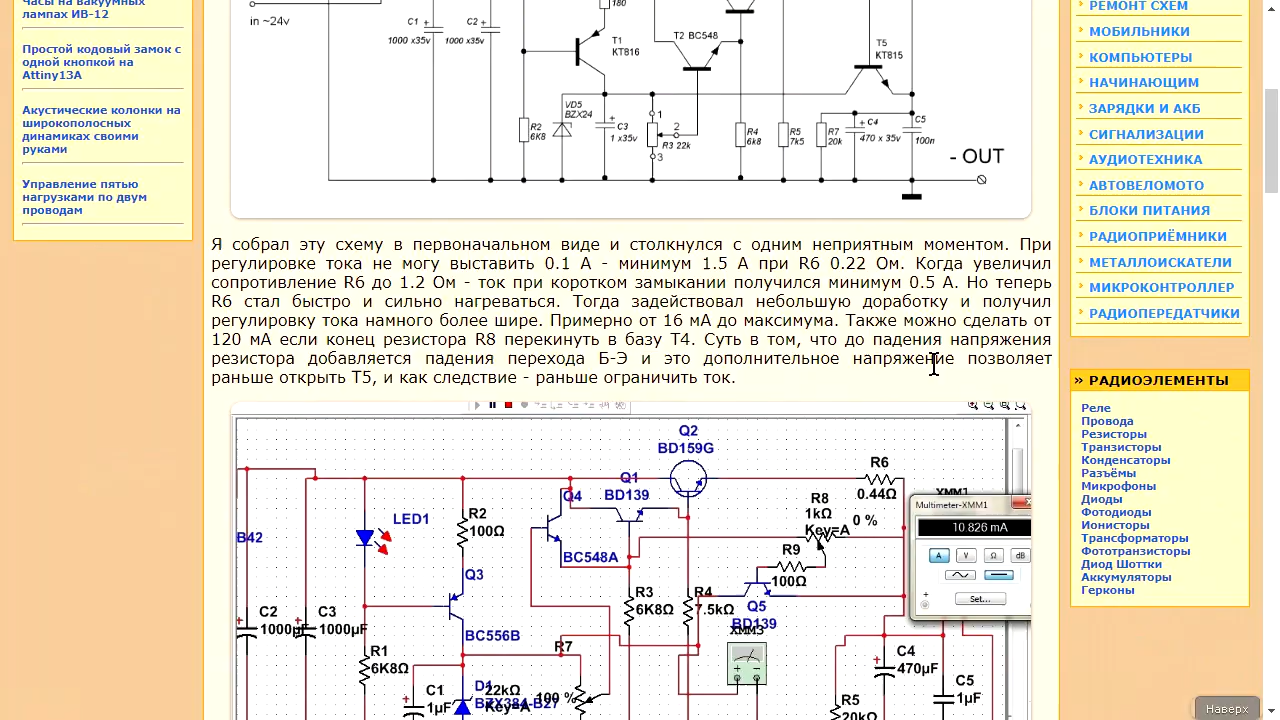 Часы на вакуумных
лампах ИВ-12
Простой кодовый замок с
одной кнопкой на
Attiny13A
Акустические колонки на
широкополосных
динамиках своими
руками
Управление пятью
нагрузками по двум
проводам
in ~24v
C1
1000 x35v
C2
1000 x35v
180
T1
KT816
T2 BC548
T5
KT815
R2
6K8
VD5
BZX24
C3
1 x35v
1
2
R3 22k
3
R4
6k8
R5
7k5
R7
20k
C4
470 x 35v
C5
100n
- OUT
Я собрал эту схему в первоначальном виде и столкнулся с одним неприятным моментом. При
регулировке тока не могу выставить 0.1 А - минимум 1.5 А при R6 0.22 Ом. Когда увеличил
сопротивление R6 до 1.2 Ом - ток при коротком замыкании получился минимум 0.5 А. Но теперь
R6 стал быстро и сильно нагреваться. Тогда задействовал небольшую доработку и получил
регулировку тока намного более шире. Примерно от 16 мА до максимума. Также можно сделать от
120 мА если конец резистора R8 перекинуть в базу Т4. Суть в том, что до падения напряжения
резистора добавляется падения перехода Б-Э и это дополнительное напряжение позволяет
раньше открыть Т5, и как следствие - раньше ограничить ток.
Q2
BD159G
Q1
BD139
Q4
BC548A
R6
0.44Ω
R8
1kΩ
Key=A
0 %
XMM1
Multimeter-XMM1
10.826 mA
A
V
Ω
dB
Set...
+
LED1
R2
100Ω
B42
Q3
BC556B
R9
100Ω
Q5
BD139
XMM3
R3
6K8Ω
R4
7.5kΩ
C2
1000µF
C3
1000µF
R1
6K8Ω
R7
22kΩ
Key=A
100 %
C1
1µF
D1
BZX384-B27
C4
470µF
C5
1µF
R5
20kΩ
РЕМОНТ СХЕМ
МОБИЛЬНИКИ
КОМПЬЮТЕРЫ
НАЧИНАЮЩИМ
ЗАРЯДКИ И АКБ
СИГНАЛИЗАЦИИ
АУДИОТЕХНИКА
АВТОВЕЛОМОТО
БЛОКИ ПИТАНИЯ
РАДИОПРИЁМНИКИ
МЕТАЛЛОИСКАТЕЛИ
МИКРОКОНТРОЛЛЕР
РАДИОПЕРЕДАТЧИКИ
» РАДИОЭЛЕМЕНТЫ
Реле
Провода
Резисторы
Транзисторы
Конденсаторы
Разъёмы
Микрофоны
Диоды
Фотодиоды
Ионисторы
Трансформаторы
Фототранзисторы
Диод Шоттки
Аккумуляторы
Герконы
Наверх